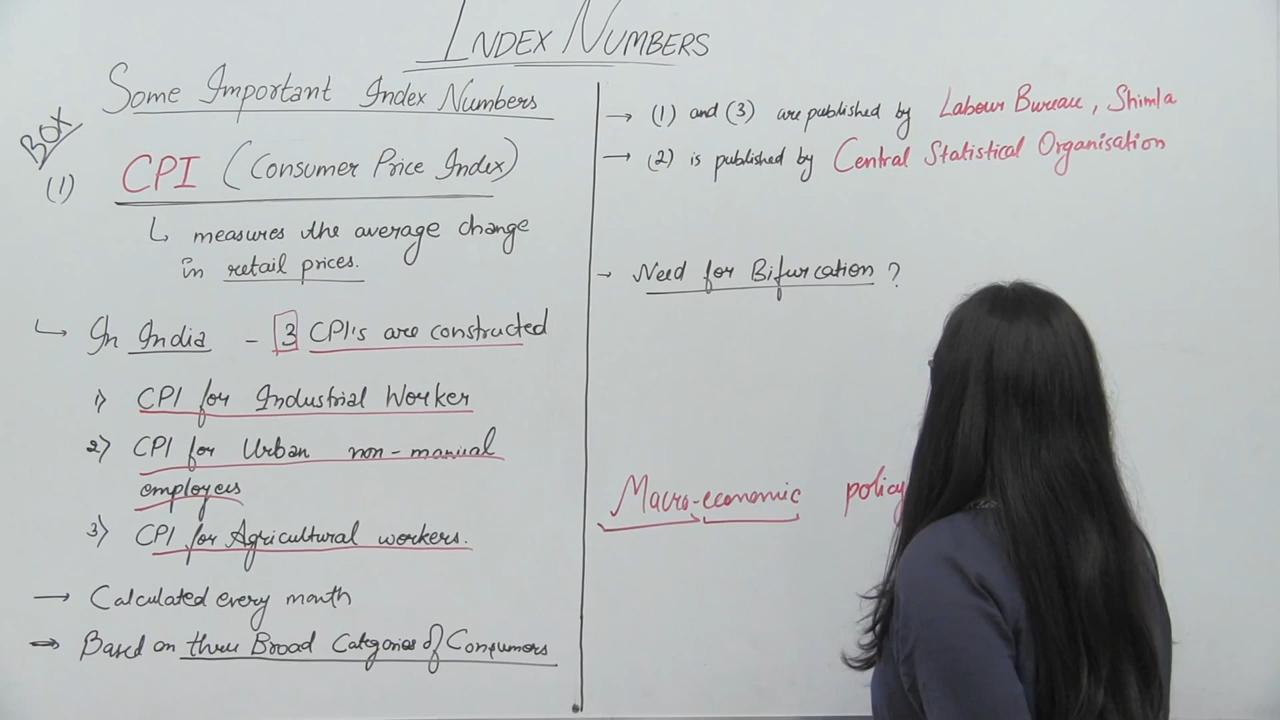 INDEX NUMBERS
Some Important Index Numbers
BOX
(1) CPI (Consumer Price Index)
↳ measures the average change
in retail prices.
↳ In India - 3 CPI's are constructed
1) CPI for Industrial Worker
2) CPI for Urban non-manual
employees
3) CPI for Agricultural workers.
→ Calculated every month
⇒ Based on three Broad Categories of Consumers
→ (1) and (3) are published by Labour Bureau, Shimla
→ (2) is published by Central Statistical Organisation
→ Need for Bifurcation?
Macro-economic policy